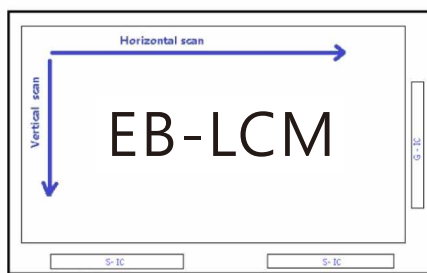 Horizontal scan
Vertical scan
EB-LCM
G-IC
S-IC
S-IC